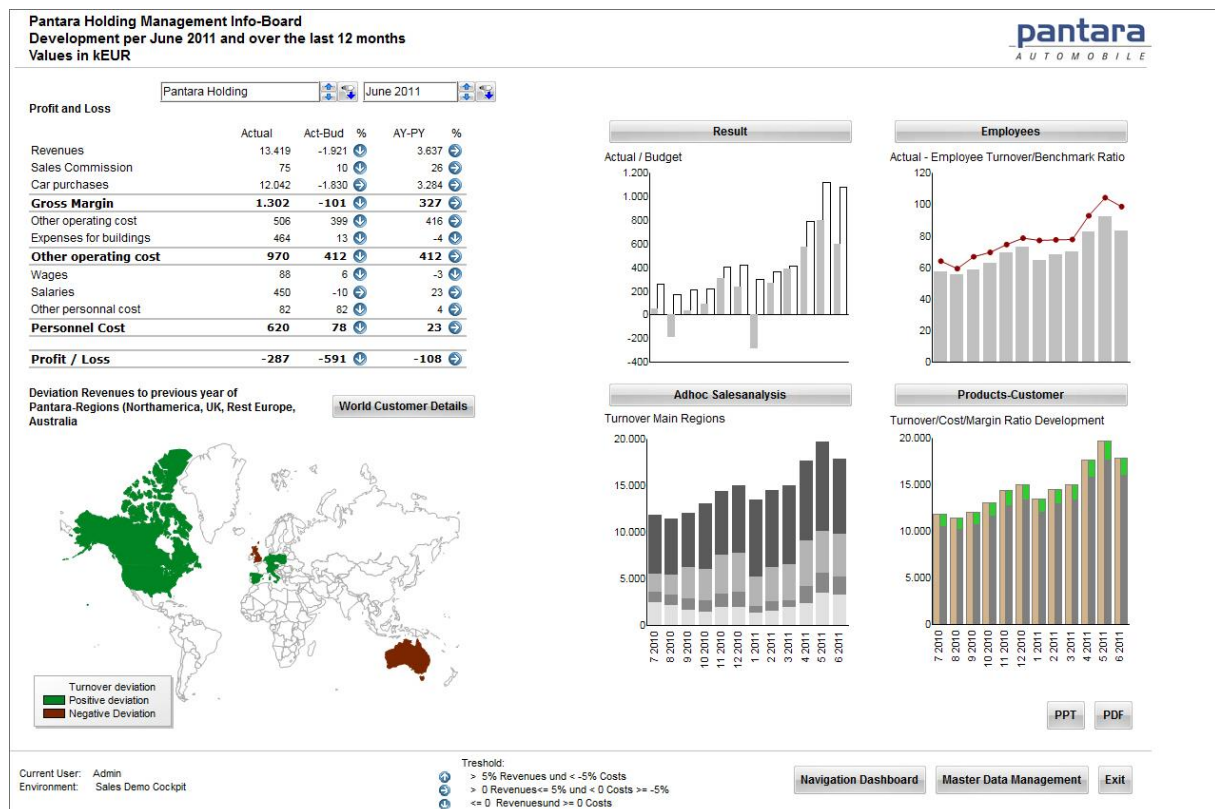 Pantara Holding Management Info-Board
Development per June 2011 and over the last 12 months
Values in kEUR
pantara
AUTOMOBILE
Pantara Holding June 2011
Profit and Loss
Actual Act-Bud % AY-PY %
Revenues 13.419 -1.921 3.637
Sales Commission 75 10 26
Car purchases 12.042 -1.830 3.284
Gross Margin 1.302 -101 327
Other operating cost 506 399 416
Expenses for buildings 464 13 -4
Other operating cost 970 412 412
Wages 88 6 -3
Salaries 450 -10 23
Other personnal cost 82 82 4
Personnel Cost 620 78 23
Profit / Loss -287 -591 -108
Deviation Revenues to previous year of
Pantara-Regions (Northamerica, UK, Rest Europe,
Australia
World Customer Details
Turnover deviation
Positive deviation
Negative Deviation
Result
Actual / Budget
1.200
1.000
800
600
400
200
0
-200
-400
Employees
Actual - Employee Turnover/Benchmark Ratio
120
100
80
60
40
20
0
Adhoc Salesanalysis
Turnover Main Regions
20.000
15.000
10.000
5.000
0
7 2010
8 2010
9 2010
10 2010
11 2010
12 2010
1 2011
2 2011
3 2011
4 2011
5 2011
6 2011
Products-Customer
Turnover/Cost/Margin Ratio Development
20.000
15.000
10.000
5.000
0
7 2010
8 2010
9 2010
10 2010
11 2010
12 2010
1 2011
2 2011
3 2011
4 2011
5 2011
6 2011
PPT PDF
Current User: Admin
Environment: Sales Demo Cockpit
Treshold:
> 5% Revenues und < -5% Costs
> 0 Revenues<= 5% und < 0 Costs >= -5%
<= 0 Revenuesund >= 0 Costs
Navigation Dashboard Master Data Management Exit